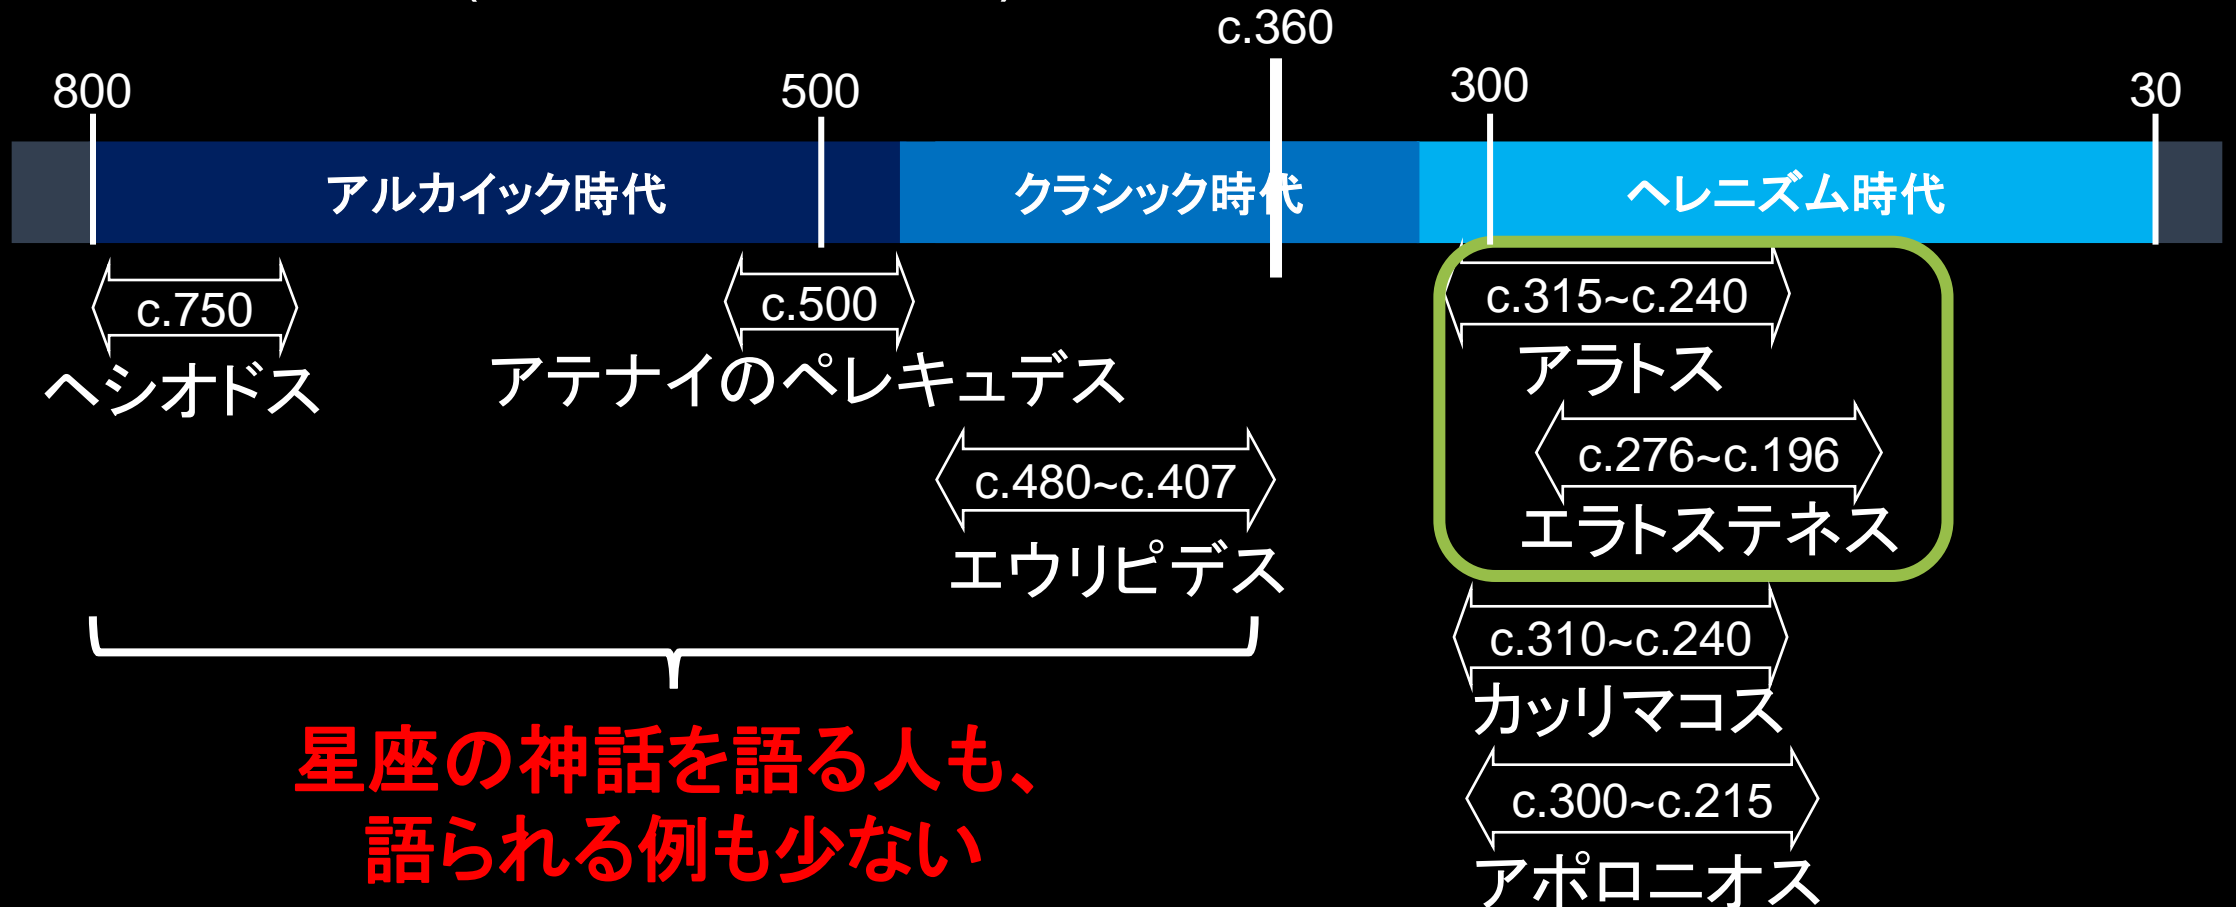 c.360
800
500
300
30
アルカイック時代
クラシック時代
ヘレニズム時代
c.750
ヘシオドス
c.500
アテナイのペレキュデス
c.480~c.407
エウリピデス
c.315~c.240
アラトス
c.276~c.196
エラトステネス
c.310~c.240
カッリマコス
c.300~c.215
アポロニオス
星座の神話を語る人も、
語られる例も少ない